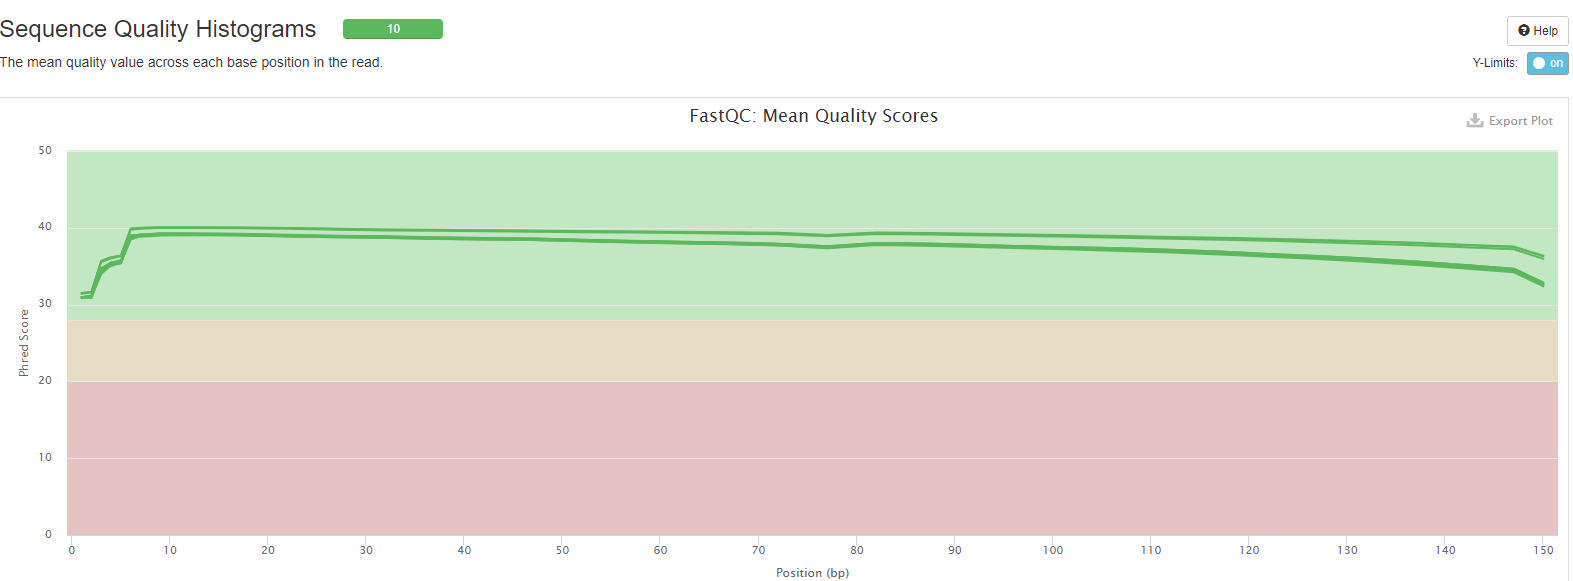 Sequence Quality Histograms 10
Help
The mean quality value across each base position in the read.
Y-Limits: on
FastQC: Mean Quality Scores
Export Plot
50
40
30
20
10
0
Phred Score
0 10 20 30 40 50 60 70 80 90 100 110 120 130 140 150
Position (bp)